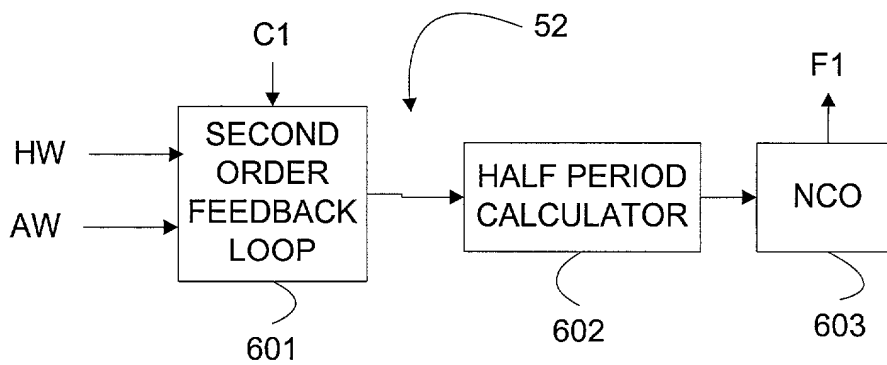 C1
52
F1
HW
AW
SECOND
ORDER
FEEDBACK
LOOP
HALF PERIOD
CALCULATOR
NCO
601
602
603